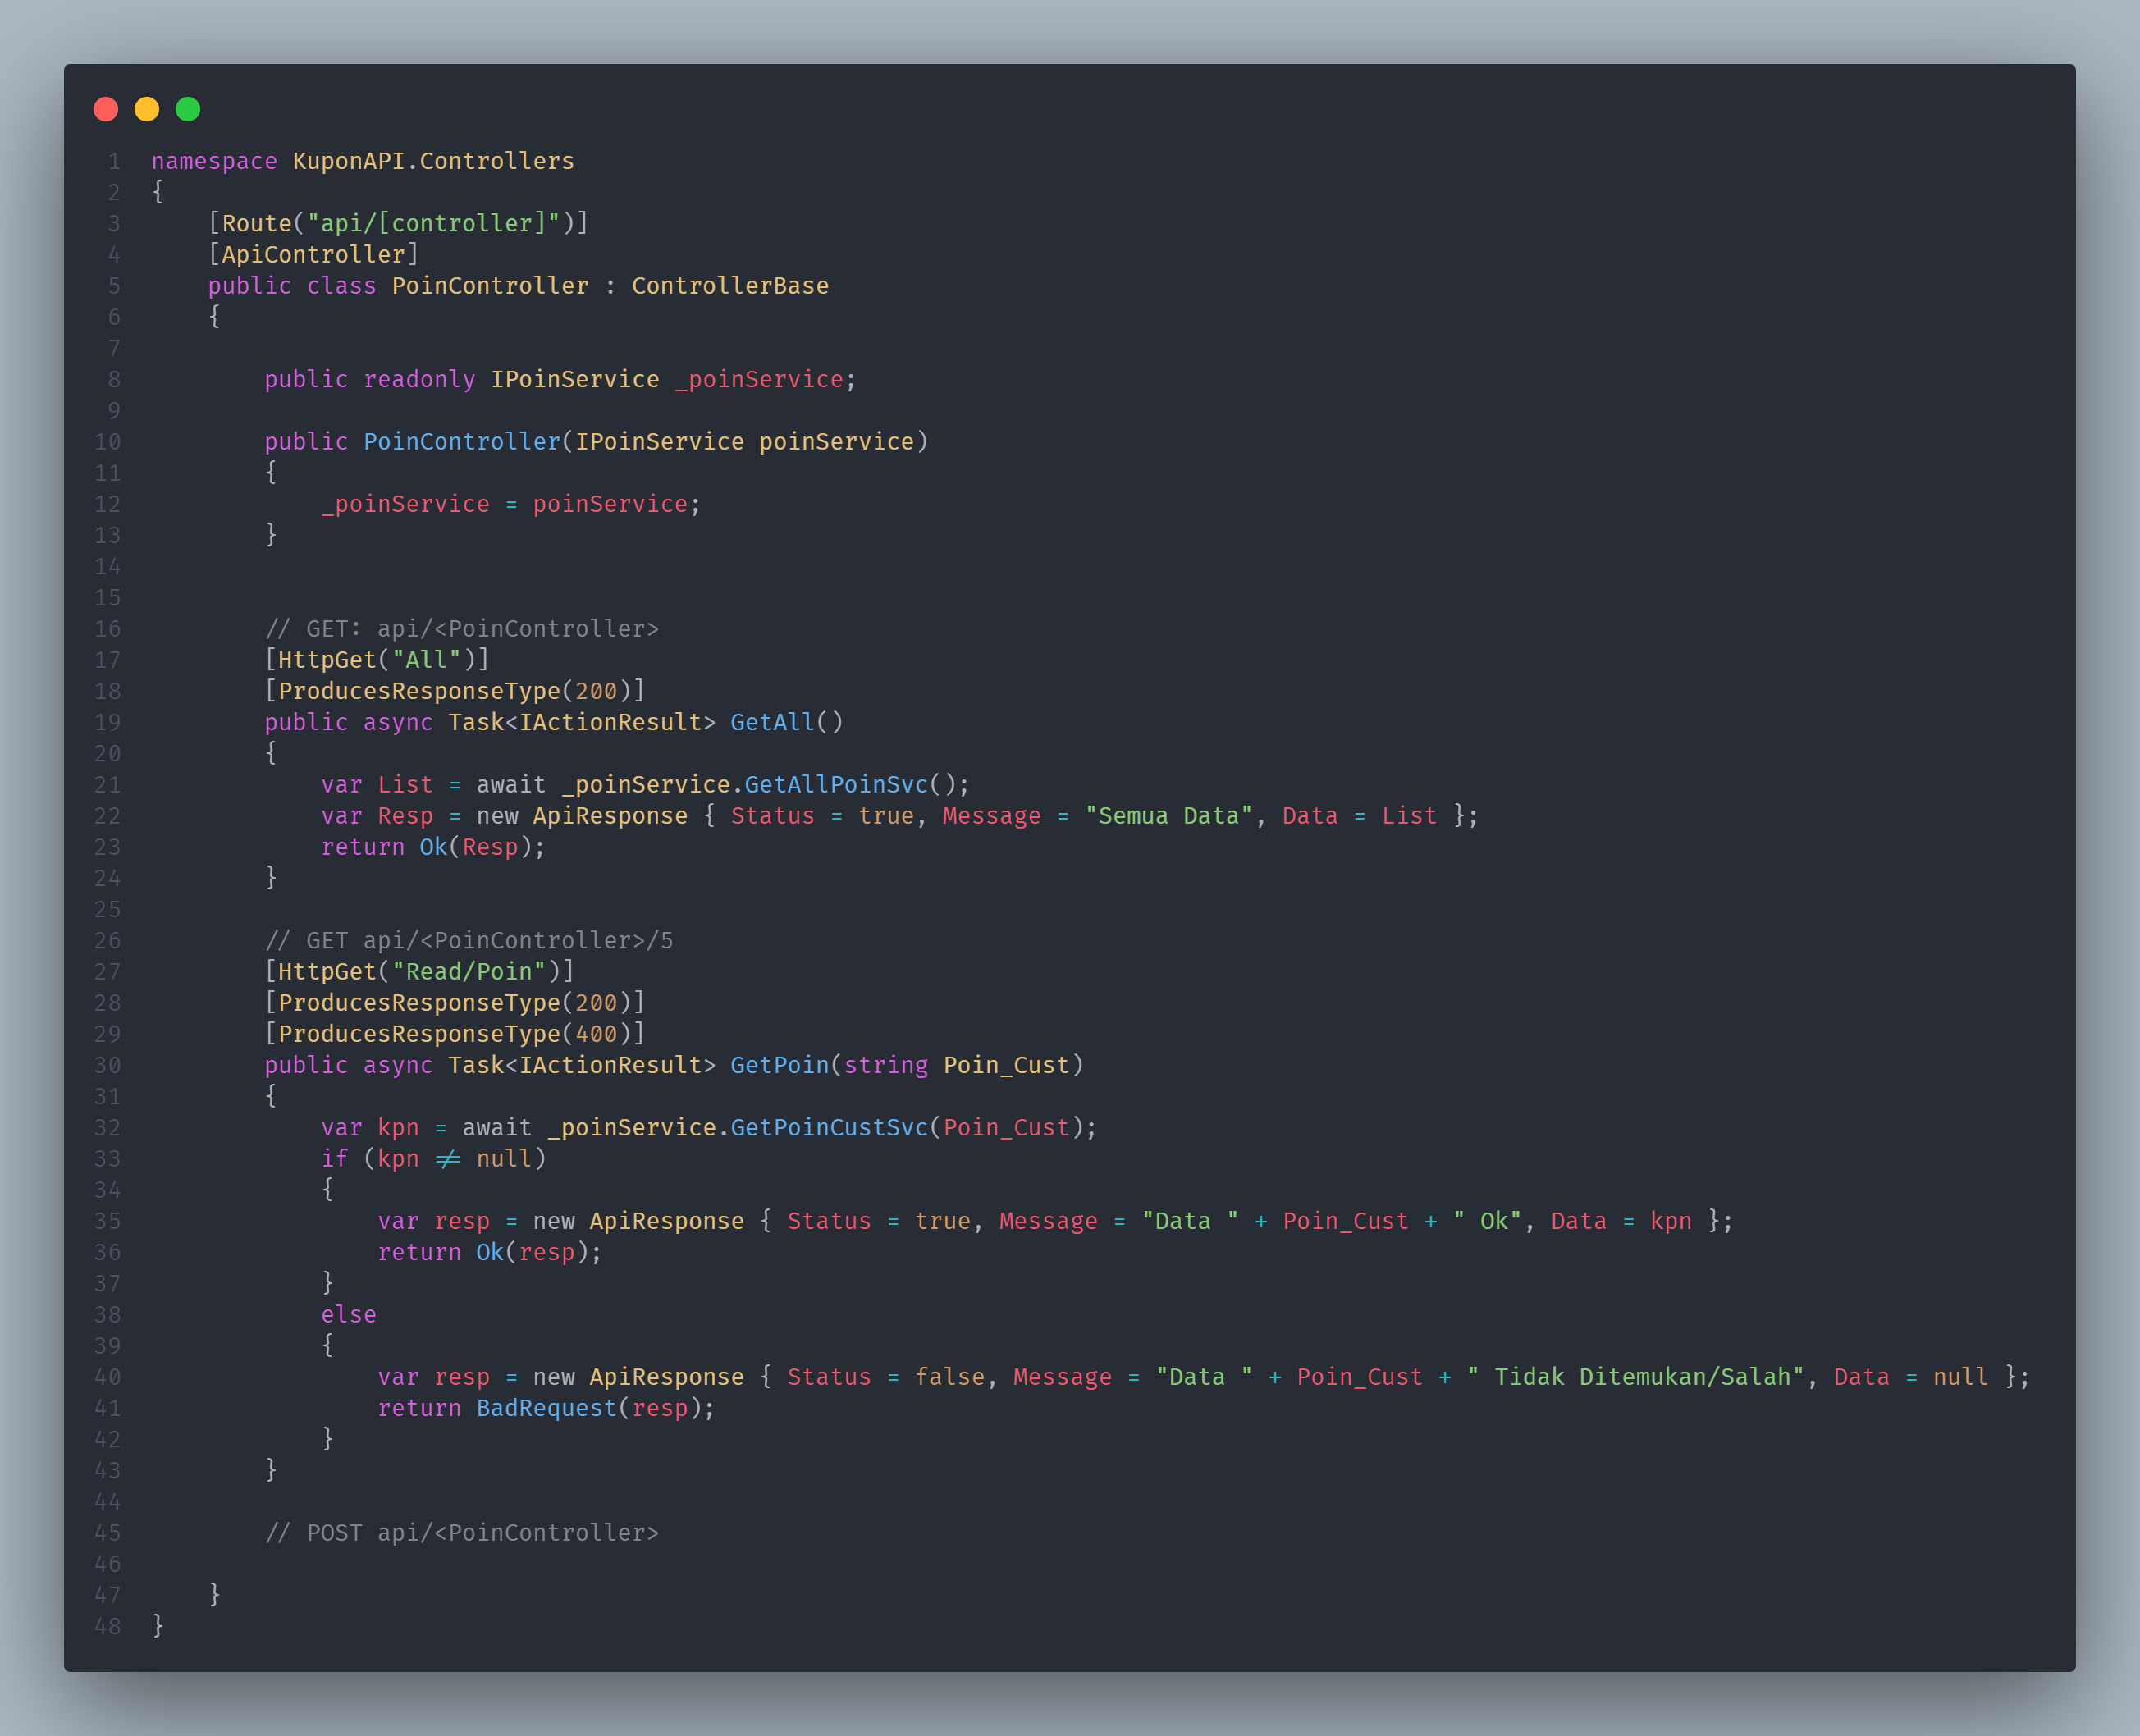 1 namespace KuponAPI.Controllers
2 {
3     [Route("api/[controller]")]
4     [ApiController]
5     public class PoinController : ControllerBase
6     {
7
8         public readonly IPoinService _poinService;
9
10         public PoinController(IPoinService poinService)
11         {
12             _poinService = poinService;
13         }
14
15
16         // GET: api/<PoinController>
17         [HttpGet("All")]
18         [ProducesResponseType(200)]
19         public async Task<IActionResult> GetAll()
20         {
21             var List = await _poinService.GetAllPoinSvc();
22             var Resp = new ApiResponse { Status = true, Message = "Semua Data", Data = List };
23             return Ok(Resp);
24         }
25
26         // GET api/<PoinController>/5
27         [HttpGet("Read/Poin")]
28         [ProducesResponseType(200)]
29         [ProducesResponseType(400)]
30         public async Task<IActionResult> GetPoin(string Poin_Cust)
31         {
32             var kpn = await _poinService.GetPoinCustSvc(Poin_Cust);
33             if (kpn != null)
34             {
35                 var resp = new ApiResponse { Status = true, Message = "Data " + Poin_Cust + " Ok", Data = kpn };
36                 return Ok(resp);
37             }
38             else
39             {
40                 var resp = new ApiResponse { Status = false, Message = "Data " + Poin_Cust + " Tidak Ditemukan/Salah", Data = null };
41                 return BadRequest(resp);
42             }
43         }
44
45         // POST api/<PoinController>
46
47     }
48 }